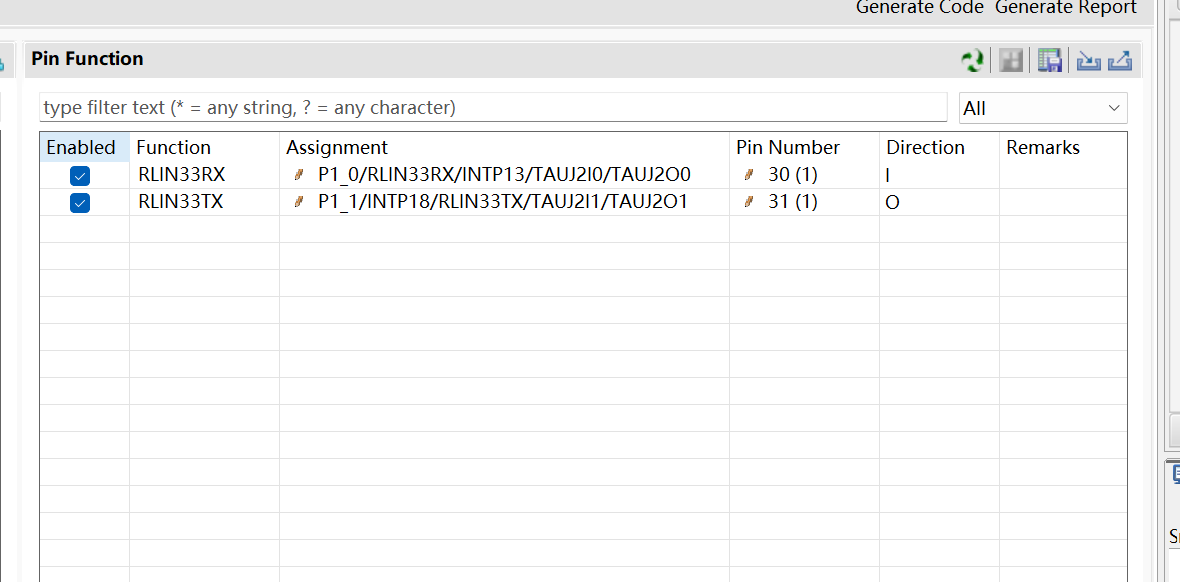 Generate Code Generate Report
Pin Function
type filter text (* = any string, ? = any character)
All
Enabled Function Assignment Pin Number Direction Remarks
RLIN33RX P1_0/RLIN33RX/INTP13/TAUJ2I0/TAUJ2O0 30 (1) I
RLIN33TX P1_1/INTP18/RLIN33TX/TAUJ2I1/TAUJ2O1 31 (1) O